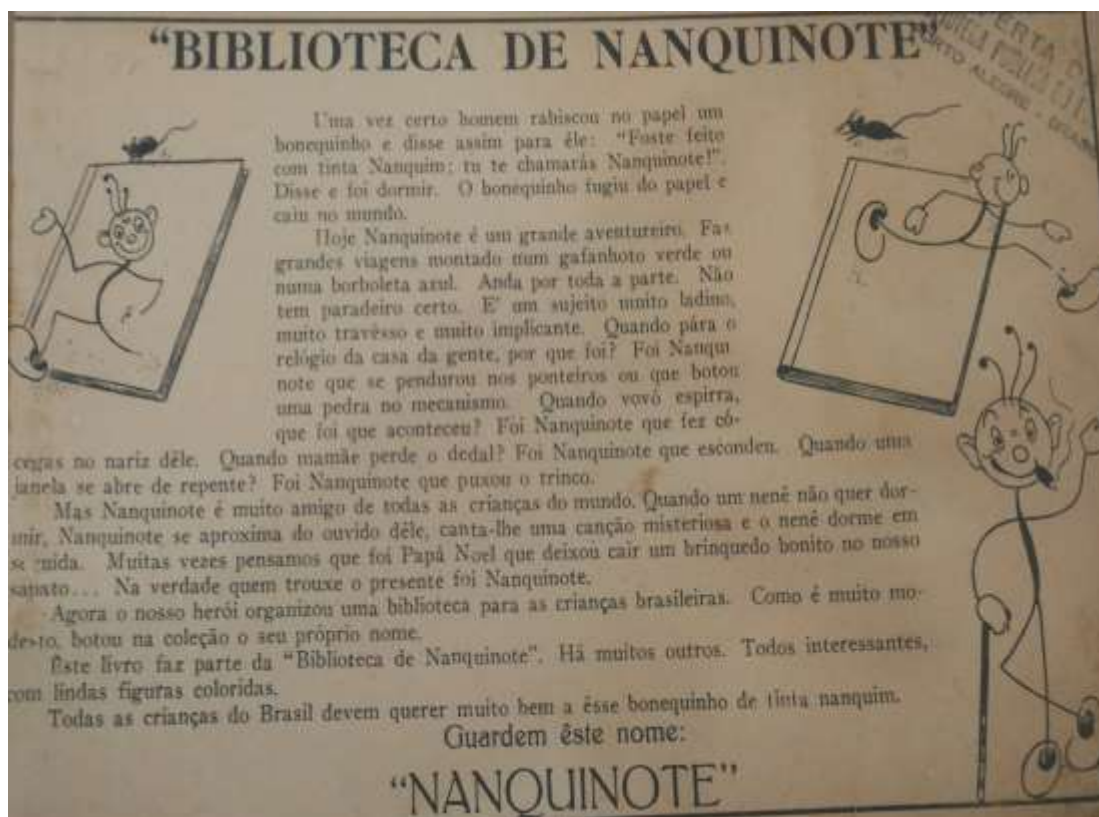 “BIBLIOTECA DE NANQUINOTE”
Uma vez certo homem rabiscou no papel um
bonequinho e disse assim para êle: “Foste feito
com tinta Nanquim; tu te chamarás Nanquinote!”.
Disse e foi dormir. O bonequinho fugiu do papel e
caiu no mundo.
Hoje Nanquinote é um grande aventureiro. Faz
grandes viagens montado num gafanhoto verde ou
numa borboleta azul. Anda por toda a parte. Não
tem paradeiro certo. E’ um sujeito muito ladino,
muito travêsso e muito implicante. Quando pára o
relógio da casa da gente, por que foi? Foi Nanqui
note que se pendurou nos ponteiros ou que botou
uma pedra no mecanismo. Quando vovô espirra,
que foi que aconteceu? Foi Nanquinote que fez có-
cegas no nariz dêle. Quando mamãe perde o dedal? Foi Nanquinote que escondeu. Quando uma
janela se abre de repente? Foi Nanquinote que puxou o trinco.
Mas Nanquinote é muito amigo de todas as crianças do mundo. Quando um nenê não quer dor-
mir, Nanquinote se aproxima do ouvido dêle, canta-lhe uma canção misteriosa e o nenê dorme em
seguida. Muitas vezes pensamos que foi Papá Noel que deixou cair um brinquedo bonito no nosso
sapato... Na verdade quem trouxe o presente foi Nanquinote.
Agora o nosso herói organizou uma biblioteca para as crianças brasileiras. Como é muito mo-
desto, botou na coleção o seu próprio nome.
Êste livro faz parte da “Biblioteca de Nanquinote”. Há muitos outros. Todos interessantes,
com lindas figuras coloridas.
Todas as crianças do Brasil devem querer muito bem a êsse bonequinho de tinta nanquim.
Guardem êste nome:
“NANQUINOTE”
PORTO ALEGRE - BRASIL